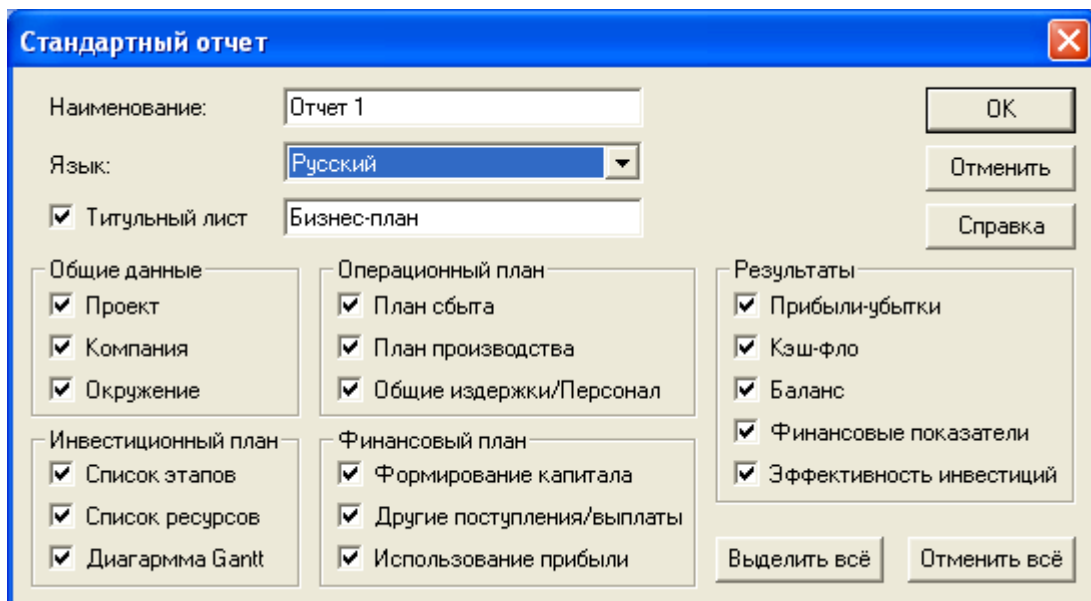 Стандартный отчет
Наименование: Отчет 1
OK
Язык: Русский
Отменить
Титульный лист Бизнес-план
Справка
Общие данные
Проект
Компания
Окружение
Операционный план
План сбыта
План производства
Общие издержки/Персонал
Результаты
Прибыли-убытки
Кэш-фло
Баланс
Финансовые показатели
Эффективность инвестиций
Инвестиционный план
Список этапов
Список ресурсов
Диагармма Gantt
Финансовый план
Формирование капитала
Другие поступления/выплаты
Использование прибыли
Выделить всё
Отменить всё